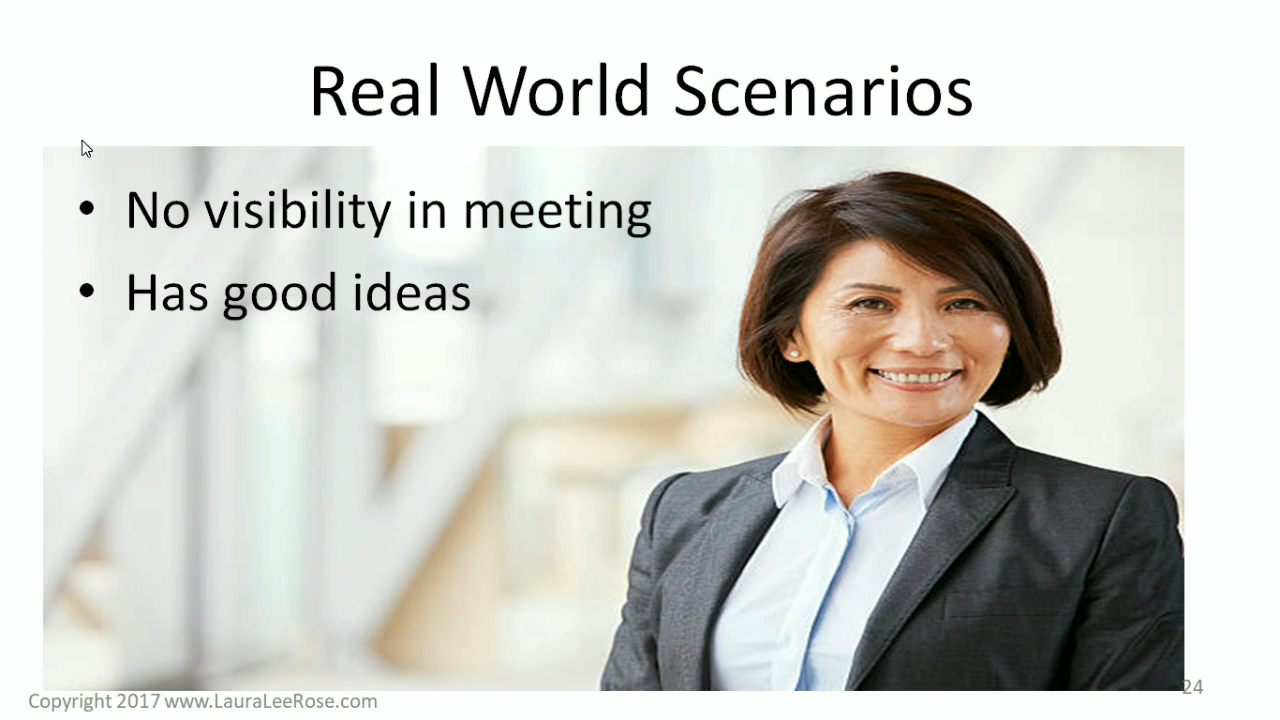 Real World Scenarios
• No visibility in meeting
• Has good ideas
Copyright 2017 www.LauraLeeRose.com
24